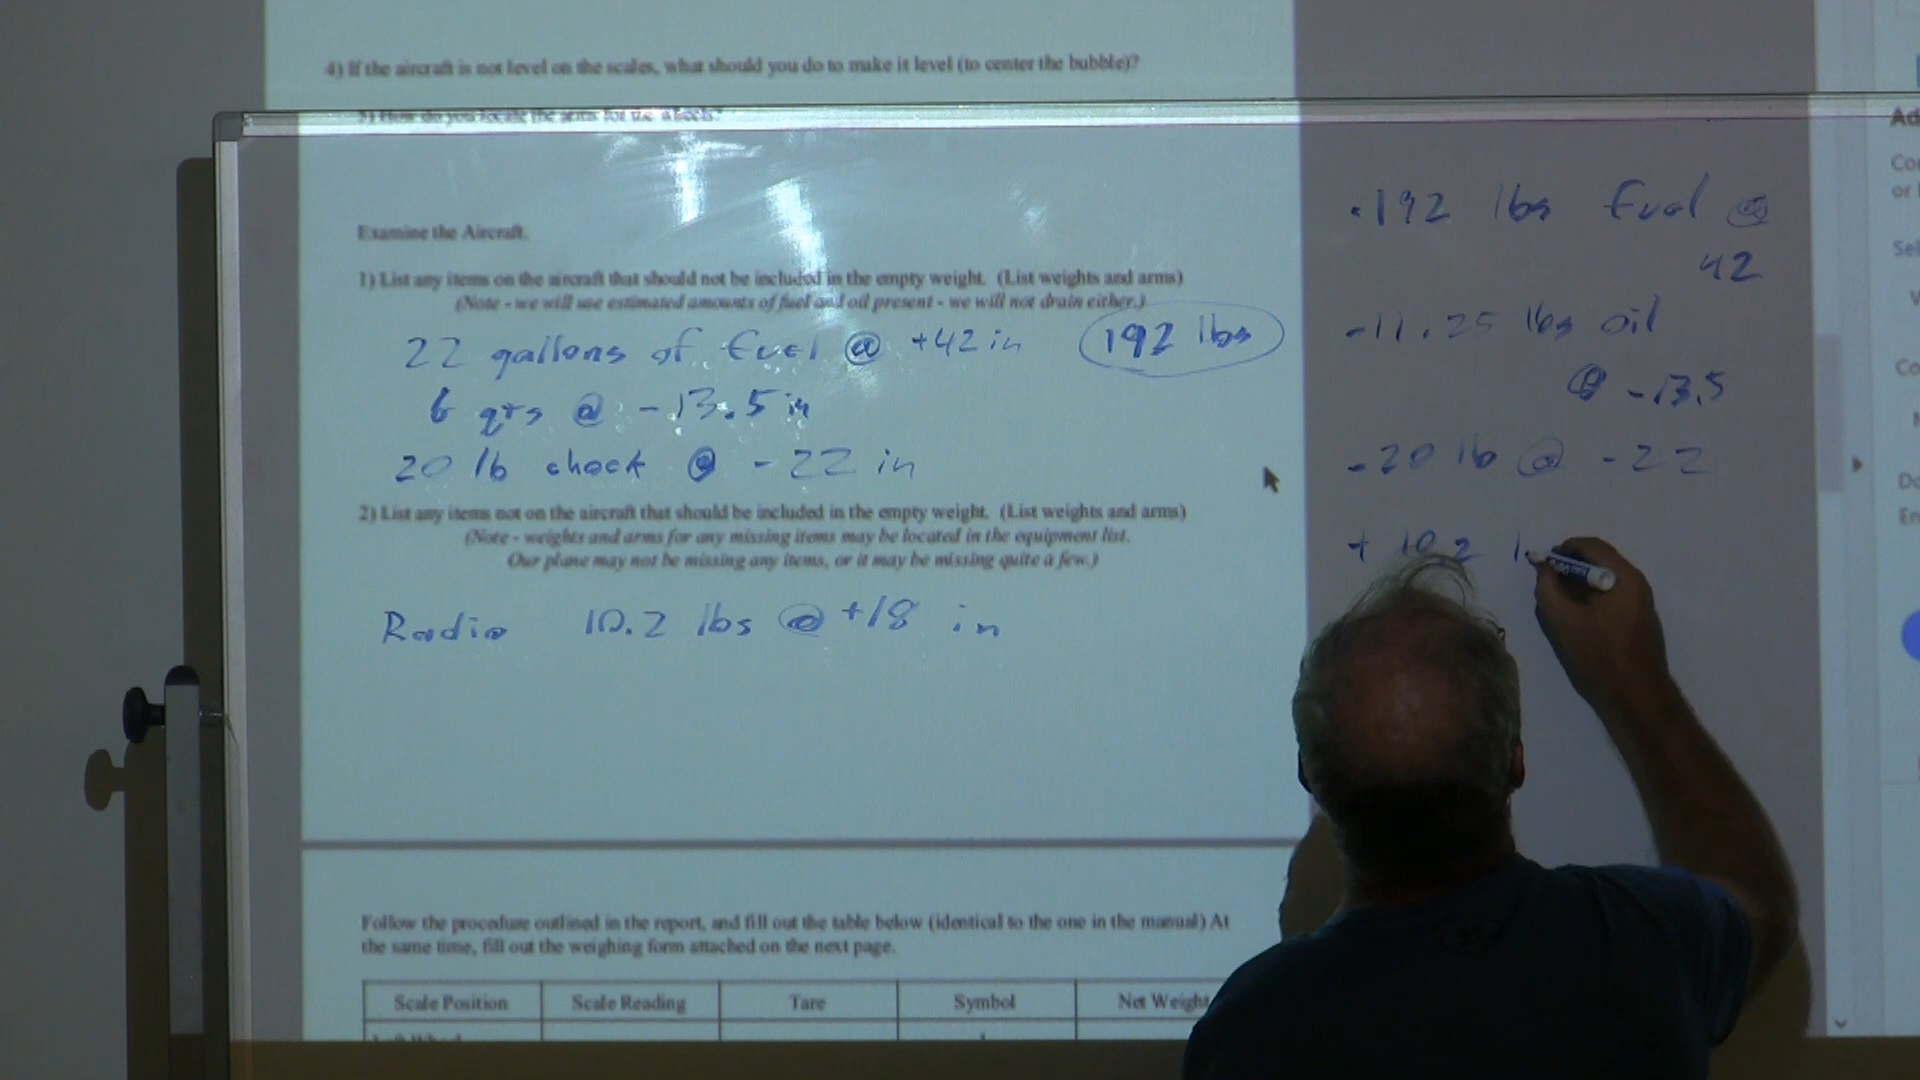 4) If the aircraft is not level on the scales, what should you do to make it level (to center the bubble)?
5) How do you locate the arms for the wheels?
Examine the Aircraft.
1) List any items on the aircraft that should not be included in the empty weight. (List weights and arms)
(Note - we will use estimated amounts of fuel and oil present - we will not drain either.)
22 gallons of fuel @ +42 in 192 lbs
6 qts @ -13.5 in
20 lb chock @ -22 in
2) List any items not on the aircraft that should be included in the empty weight. (List weights and arms)
(Note - weights and arms for any missing items may be located in the equipment list.
Our plane may not be missing any items, or it may be missing quite a few.)
Radio 10.2 lbs @ +18 in
Follow the procedure outlined in the report, and fill out the table below (identical to the one in the manual) At
the same time, fill out the weighing form attached on the next page.
Scale Position Scale Reading Tare Symbol Net Weight
-192 lbs fuel @
42
-11.25 lbs oil
@ -13.5
-20 lb @ -22
+ 10.2 l